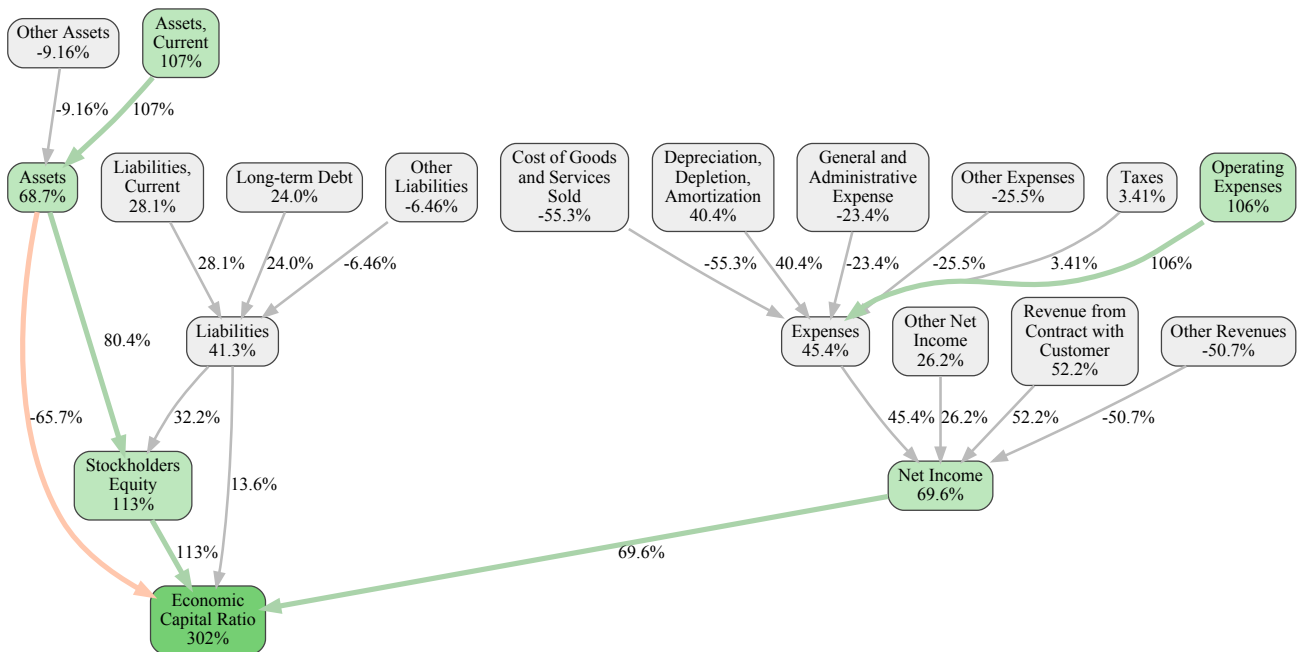 Other Assets
-9.16%
Assets,
Current
107%
-9.16%
107%
Assets
68.7%
Liabilities,
Current
28.1%
Long-term Debt
24.0%
Other
Liabilities
-6.46%
Cost of Goods
and Services
Sold
-55.3%
Depreciation,
Depletion,
Amortization
40.4%
General and
Administrative
Expense
-23.4%
Other Expenses
-25.5%
Taxes
3.41%
Operating
Expenses
106%
28.1%
24.0%
-6.46%
-55.3%
40.4%
-23.4%
-25.5%
3.41%
106%
Liabilities
41.3%
Expenses
45.4%
Other Net
Income
26.2%
Revenue from
Contract with
Customer
52.2%
Other Revenues
-50.7%
80.4%
-65.7%
32.2%
45.4%
26.2%
52.2%
-50.7%
Stockholders
Equity
113%
13.6%
Net Income
69.6%
113%
69.6%
Economic
Capital Ratio
302%